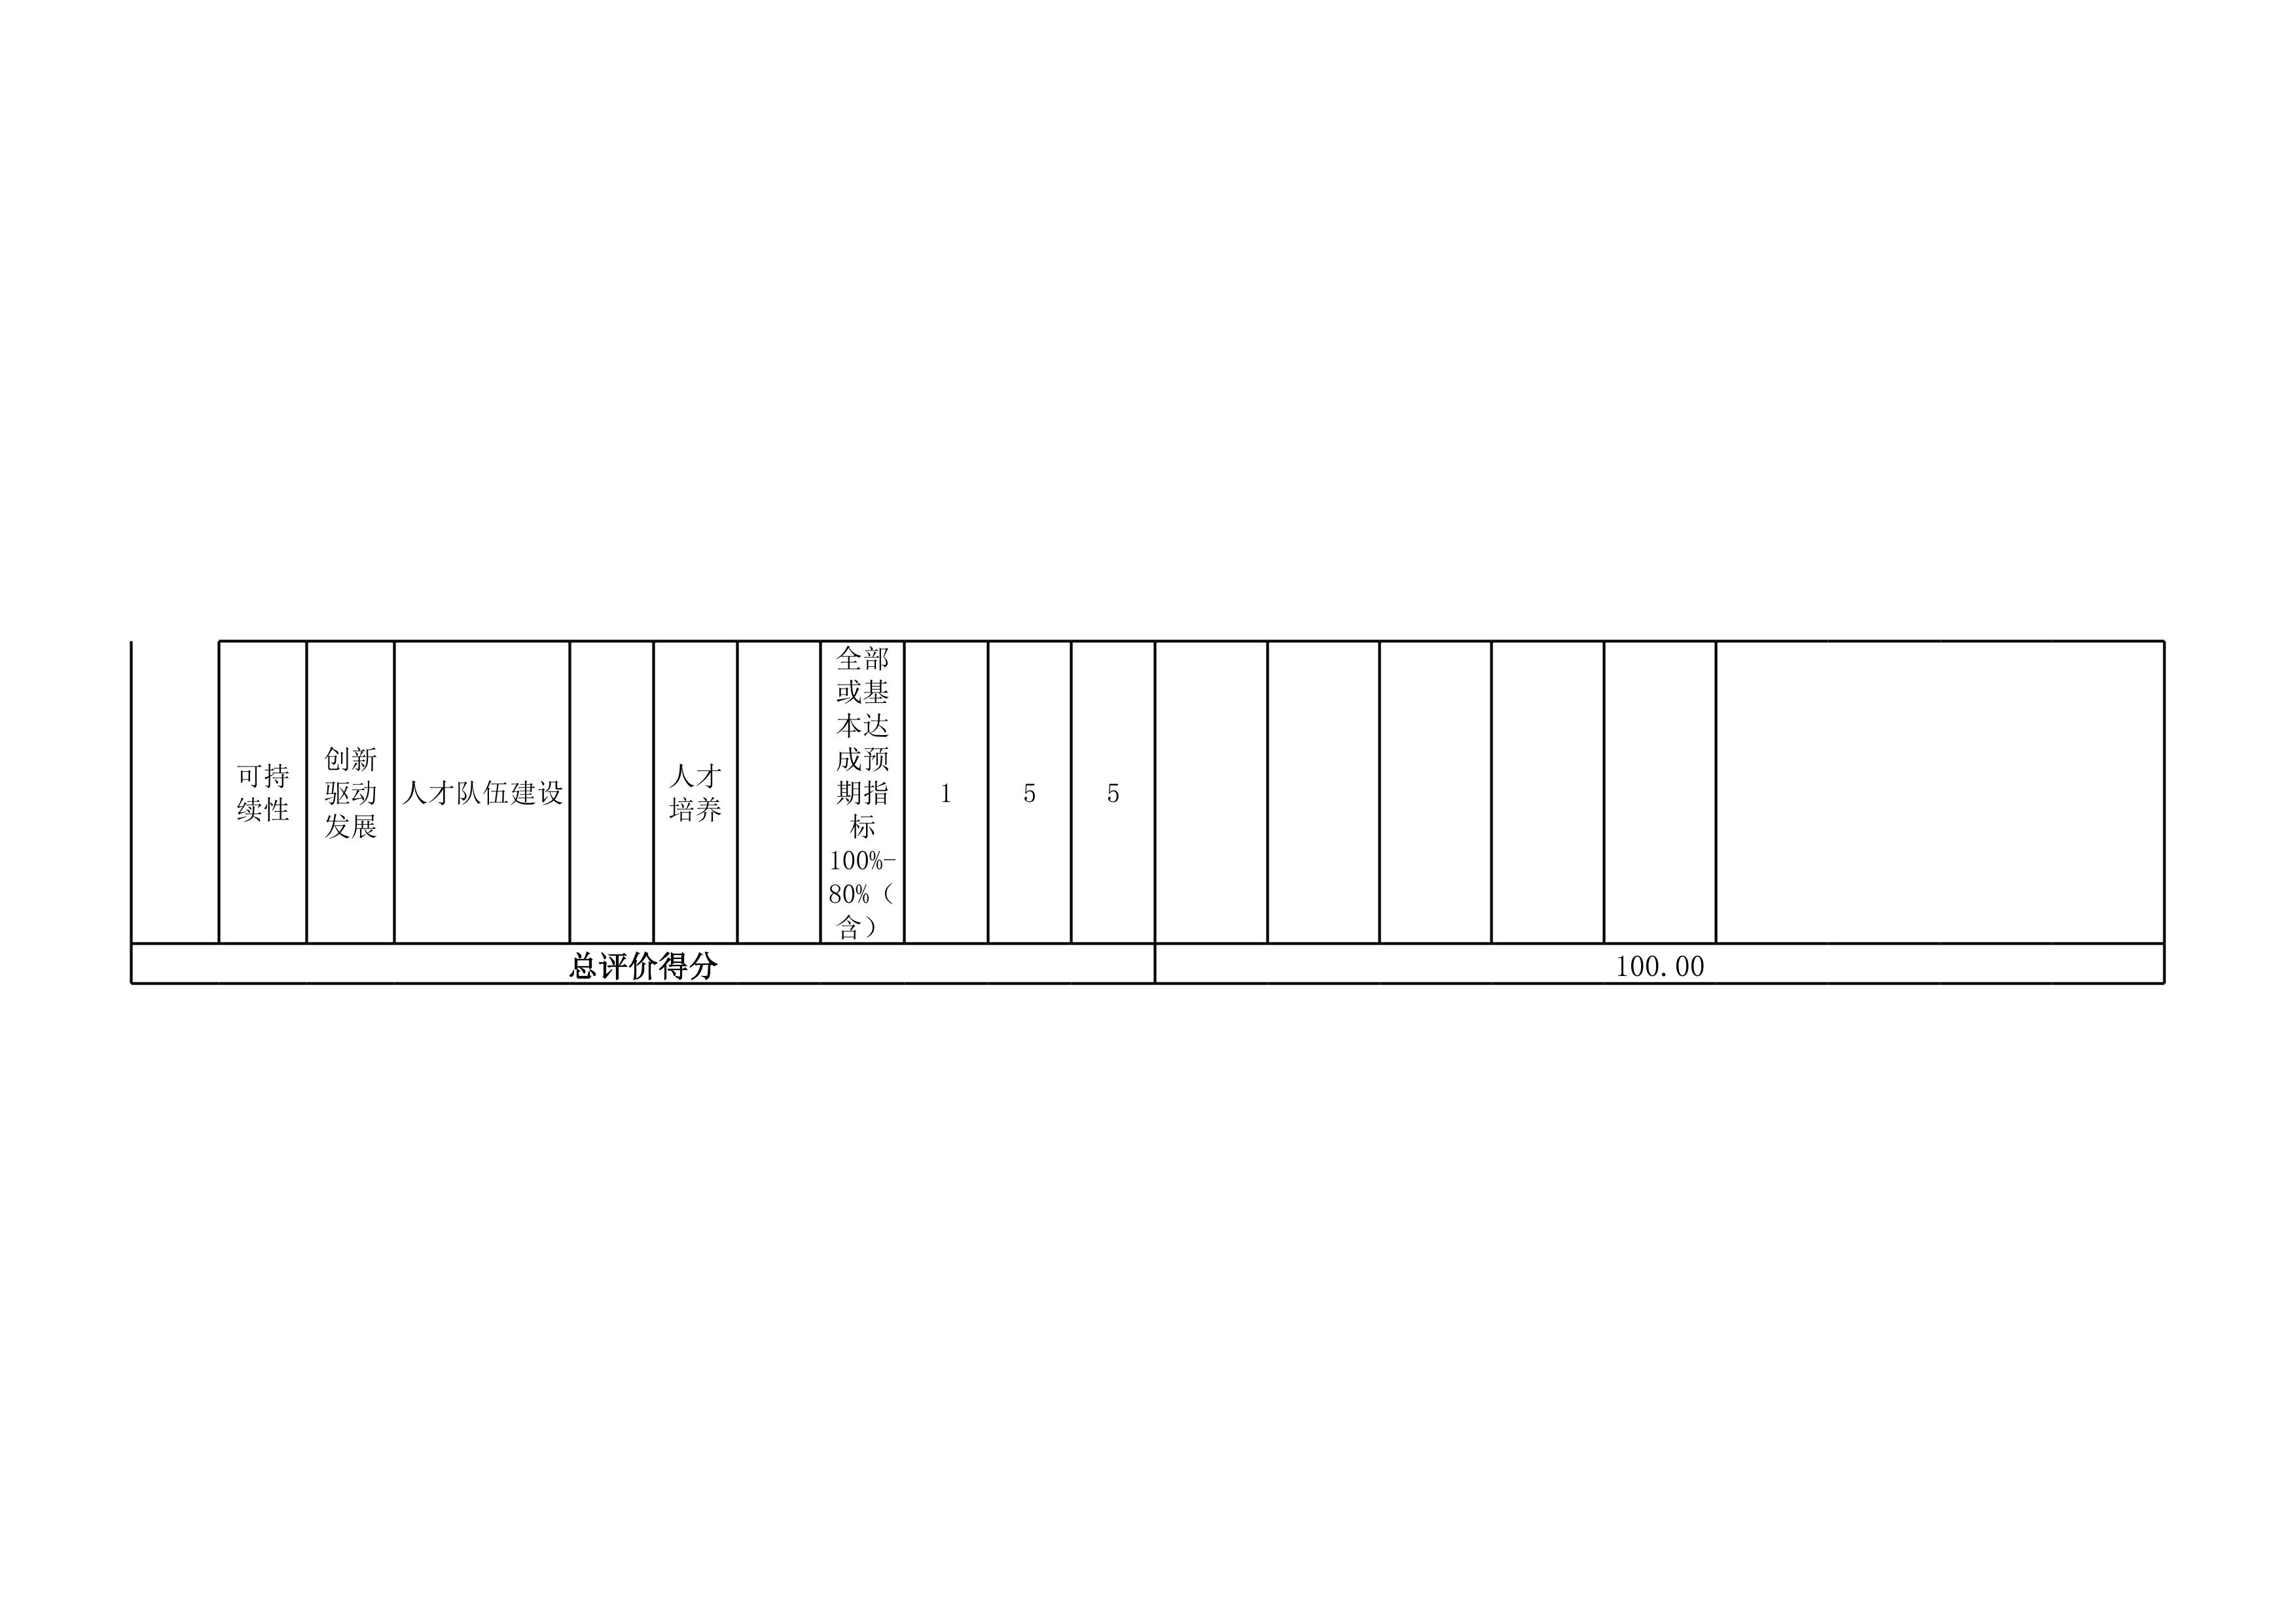 可持
续性
创新
驱动
发展
人才队伍建设
人才
培养
全部
或基
本达
成预
期指
标
100%-
80%（
含）
1
5
5
总评价得分
100.00